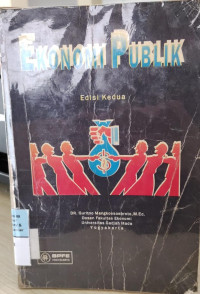 EKONOMI PUBLIK
Edisi Kedua
DR. Guritno Mangkoesoebroto, M.Ec.
Dosen Fakultas Ekonomi
Universitas Gadjah Mada
Yogyakarta
BPFE